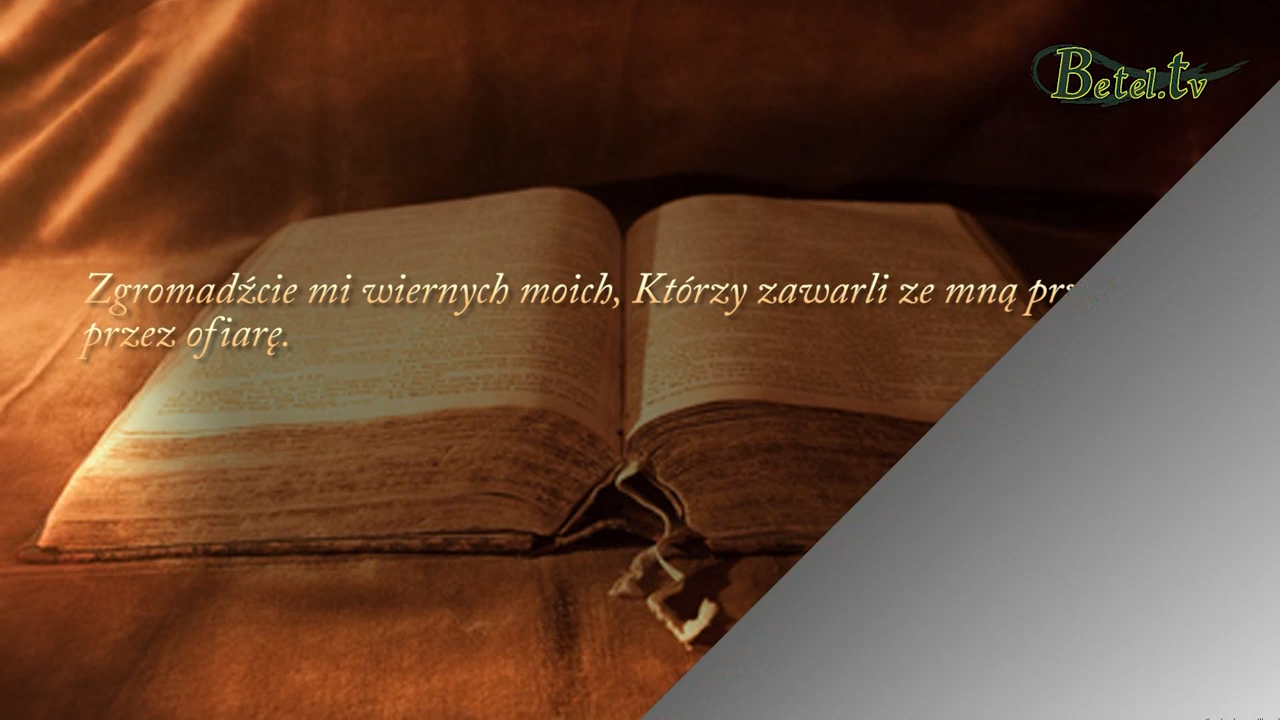 Betel.tv
Zgromadźcie mi wiernych moich, Którzy zawarli ze mną
przez ofiarę.